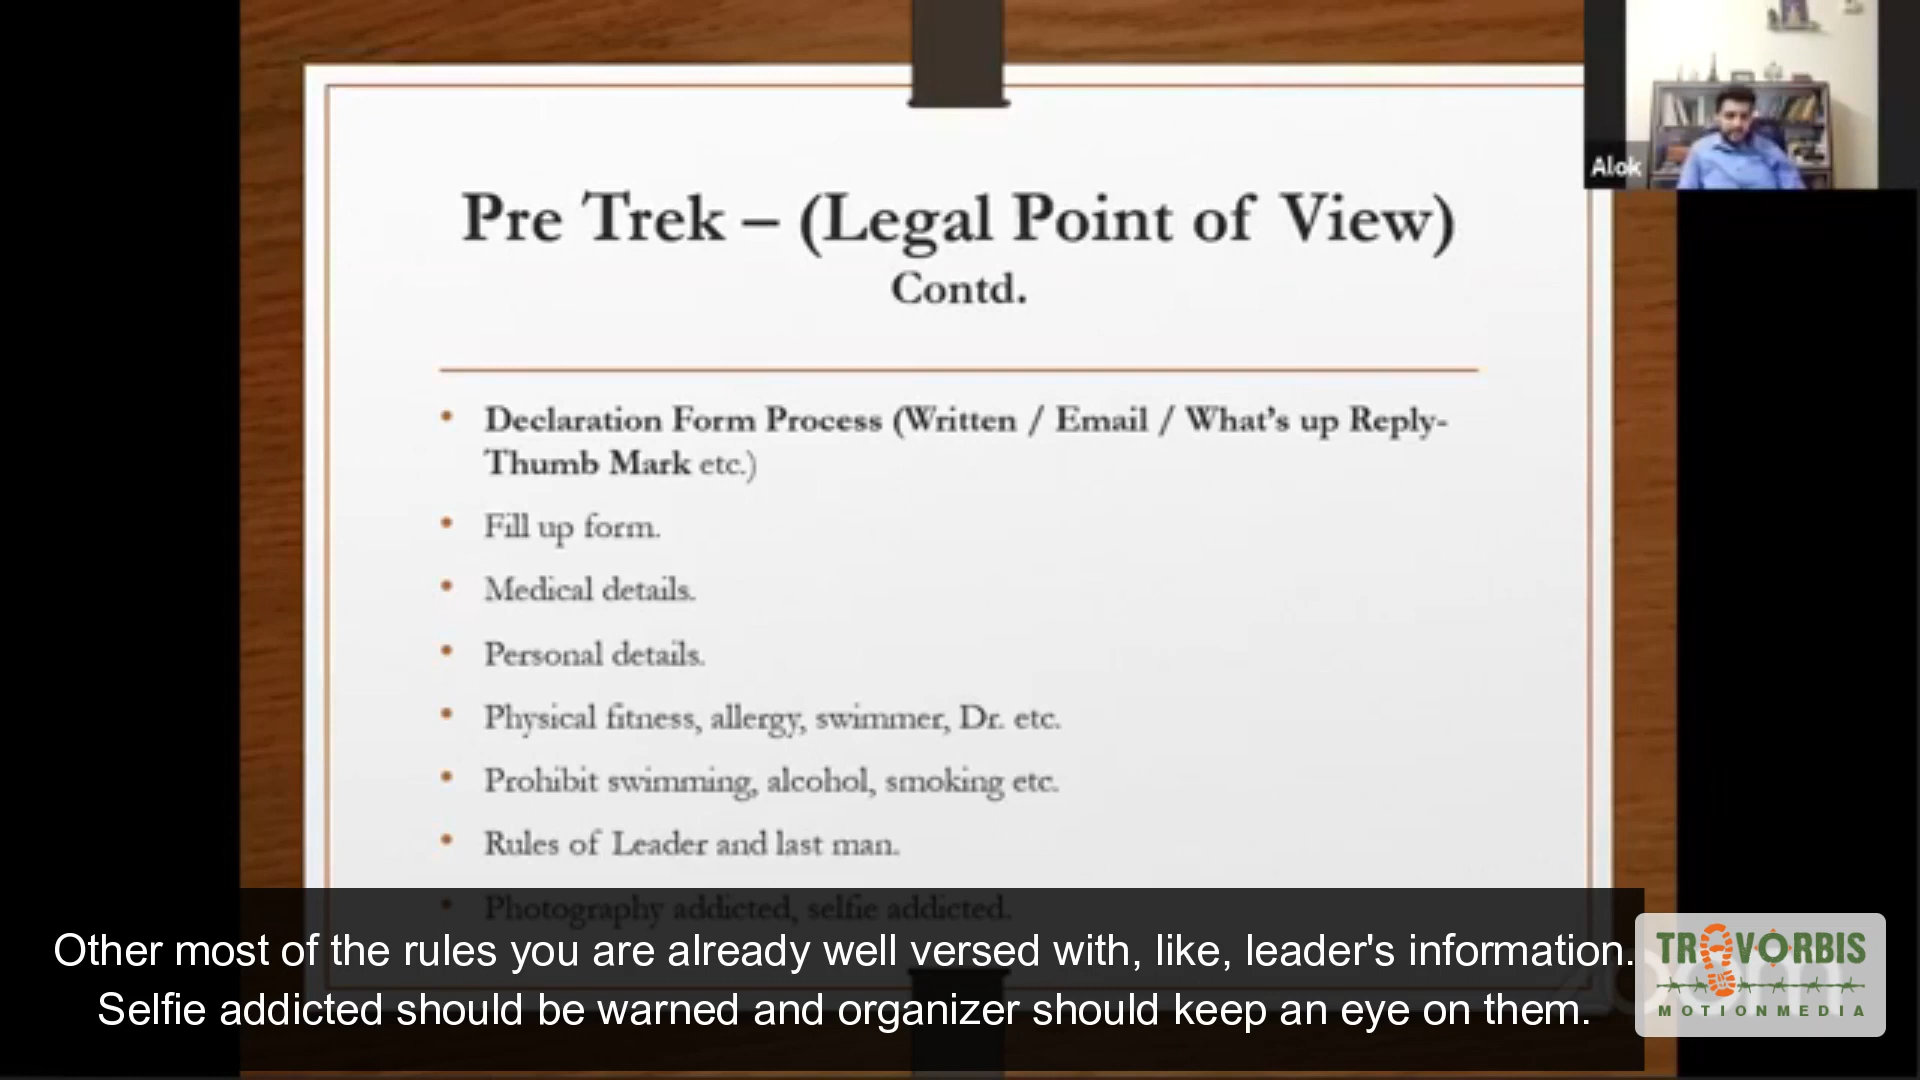 Alok
Pre Trek – (Legal Point of View)
Contd.
• Declaration Form Process (Written / Email / What's up Reply-
Thumb Mark etc.)
• Fill up form.
• Medical details.
• Personal details.
• Physical fitness, allergy, swimmer, Dr. etc.
• Prohibit swimming, alcohol, smoking etc.
• Rules of Leader and last man.
• Photography addicted, selfie addicted.
Other most of the rules you are already well versed with, like, leader's information.
Selfie addicted should be warned and organizer should keep an eye on them.
TRAVORBIS
MOTIONMEDIA